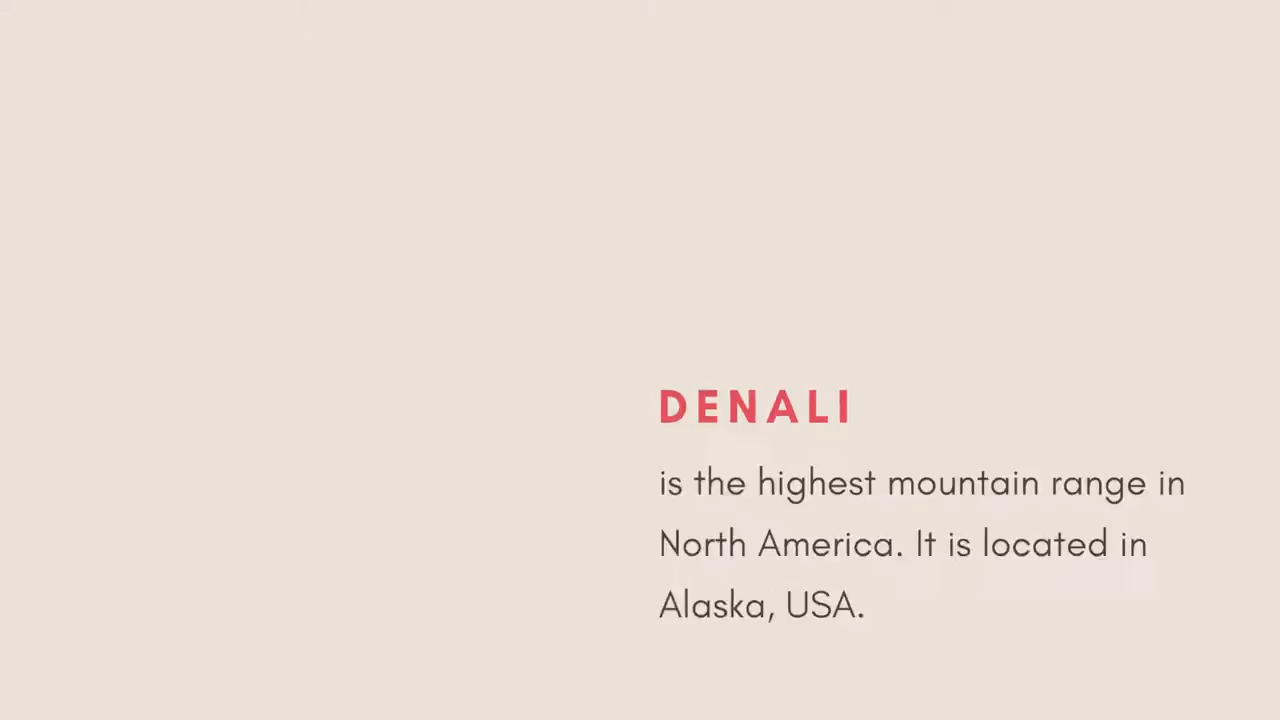 DENALI
is the highest mountain range in
North America. It is located in
Alaska, USA.